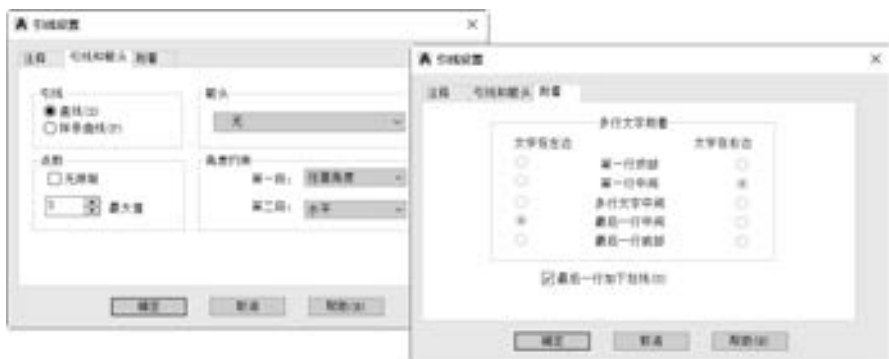 引线设置
注释 引线和箭头 附着
引线
直线(S)
样条曲线(P)
箭头
无
点数
无限制
3 最大值
角度约束
第一段： 任意角度
第二段： 水平
确定 取消 帮助(H)
引线设置
注释 引线和箭头 附着
多行文字附着
文字在左边 文字在右边
第一行顶部
第一行中间
多行文字中间
最后一行中间
最后一行底部
最后一行加下划线(U)
确定 取消 帮助(H)